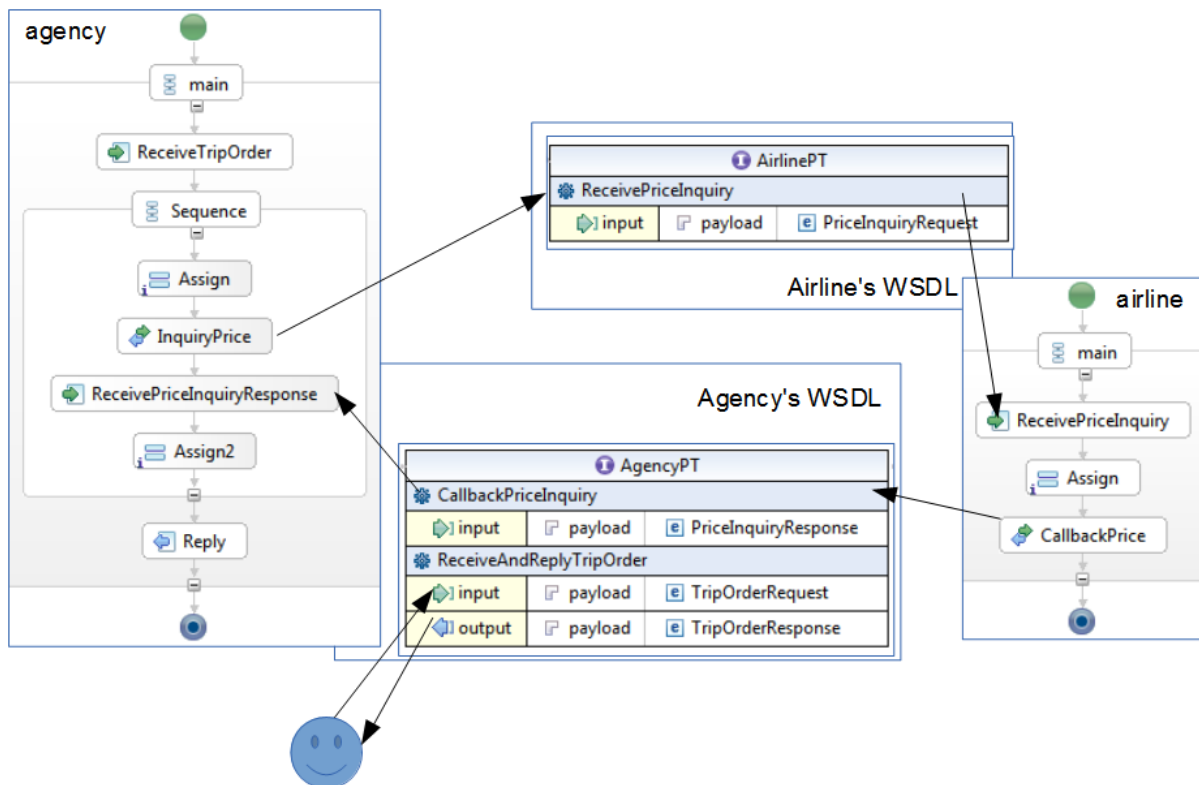 agency
main
ReceiveTripOrder
Sequence
Assign
InquiryPrice
ReceivePriceInquiryResponse
Assign2
Reply
AirlinePT
ReceivePriceInquiry
input payload PriceInquiryRequest
Airline's WSDL
Agency's WSDL
AgencyPT
CallbackPriceInquiry
input payload PriceInquiryResponse
ReceiveAndReplyTripOrder
input payload TripOrderRequest
output payload TripOrderResponse
airline
main
ReceivePriceInquiry
Assign
CallbackPrice